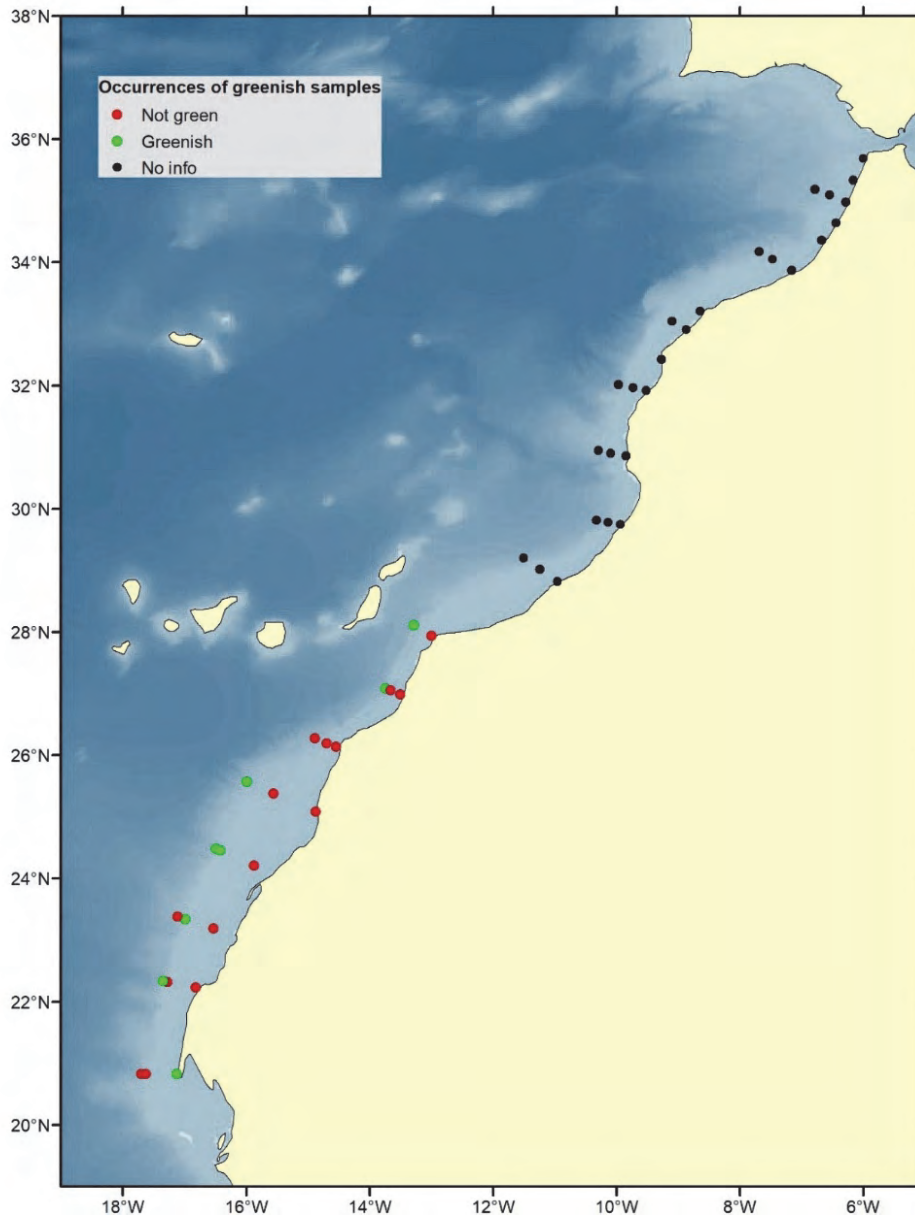 38°N
Occurrences of greenish samples
Not green
Greenish
No info
36°N
34°N
32°N
30°N
28°N
26°N
24°N
22°N
20°N
18°W 16°W 14°W 12°W 10°W 8°W 6°W